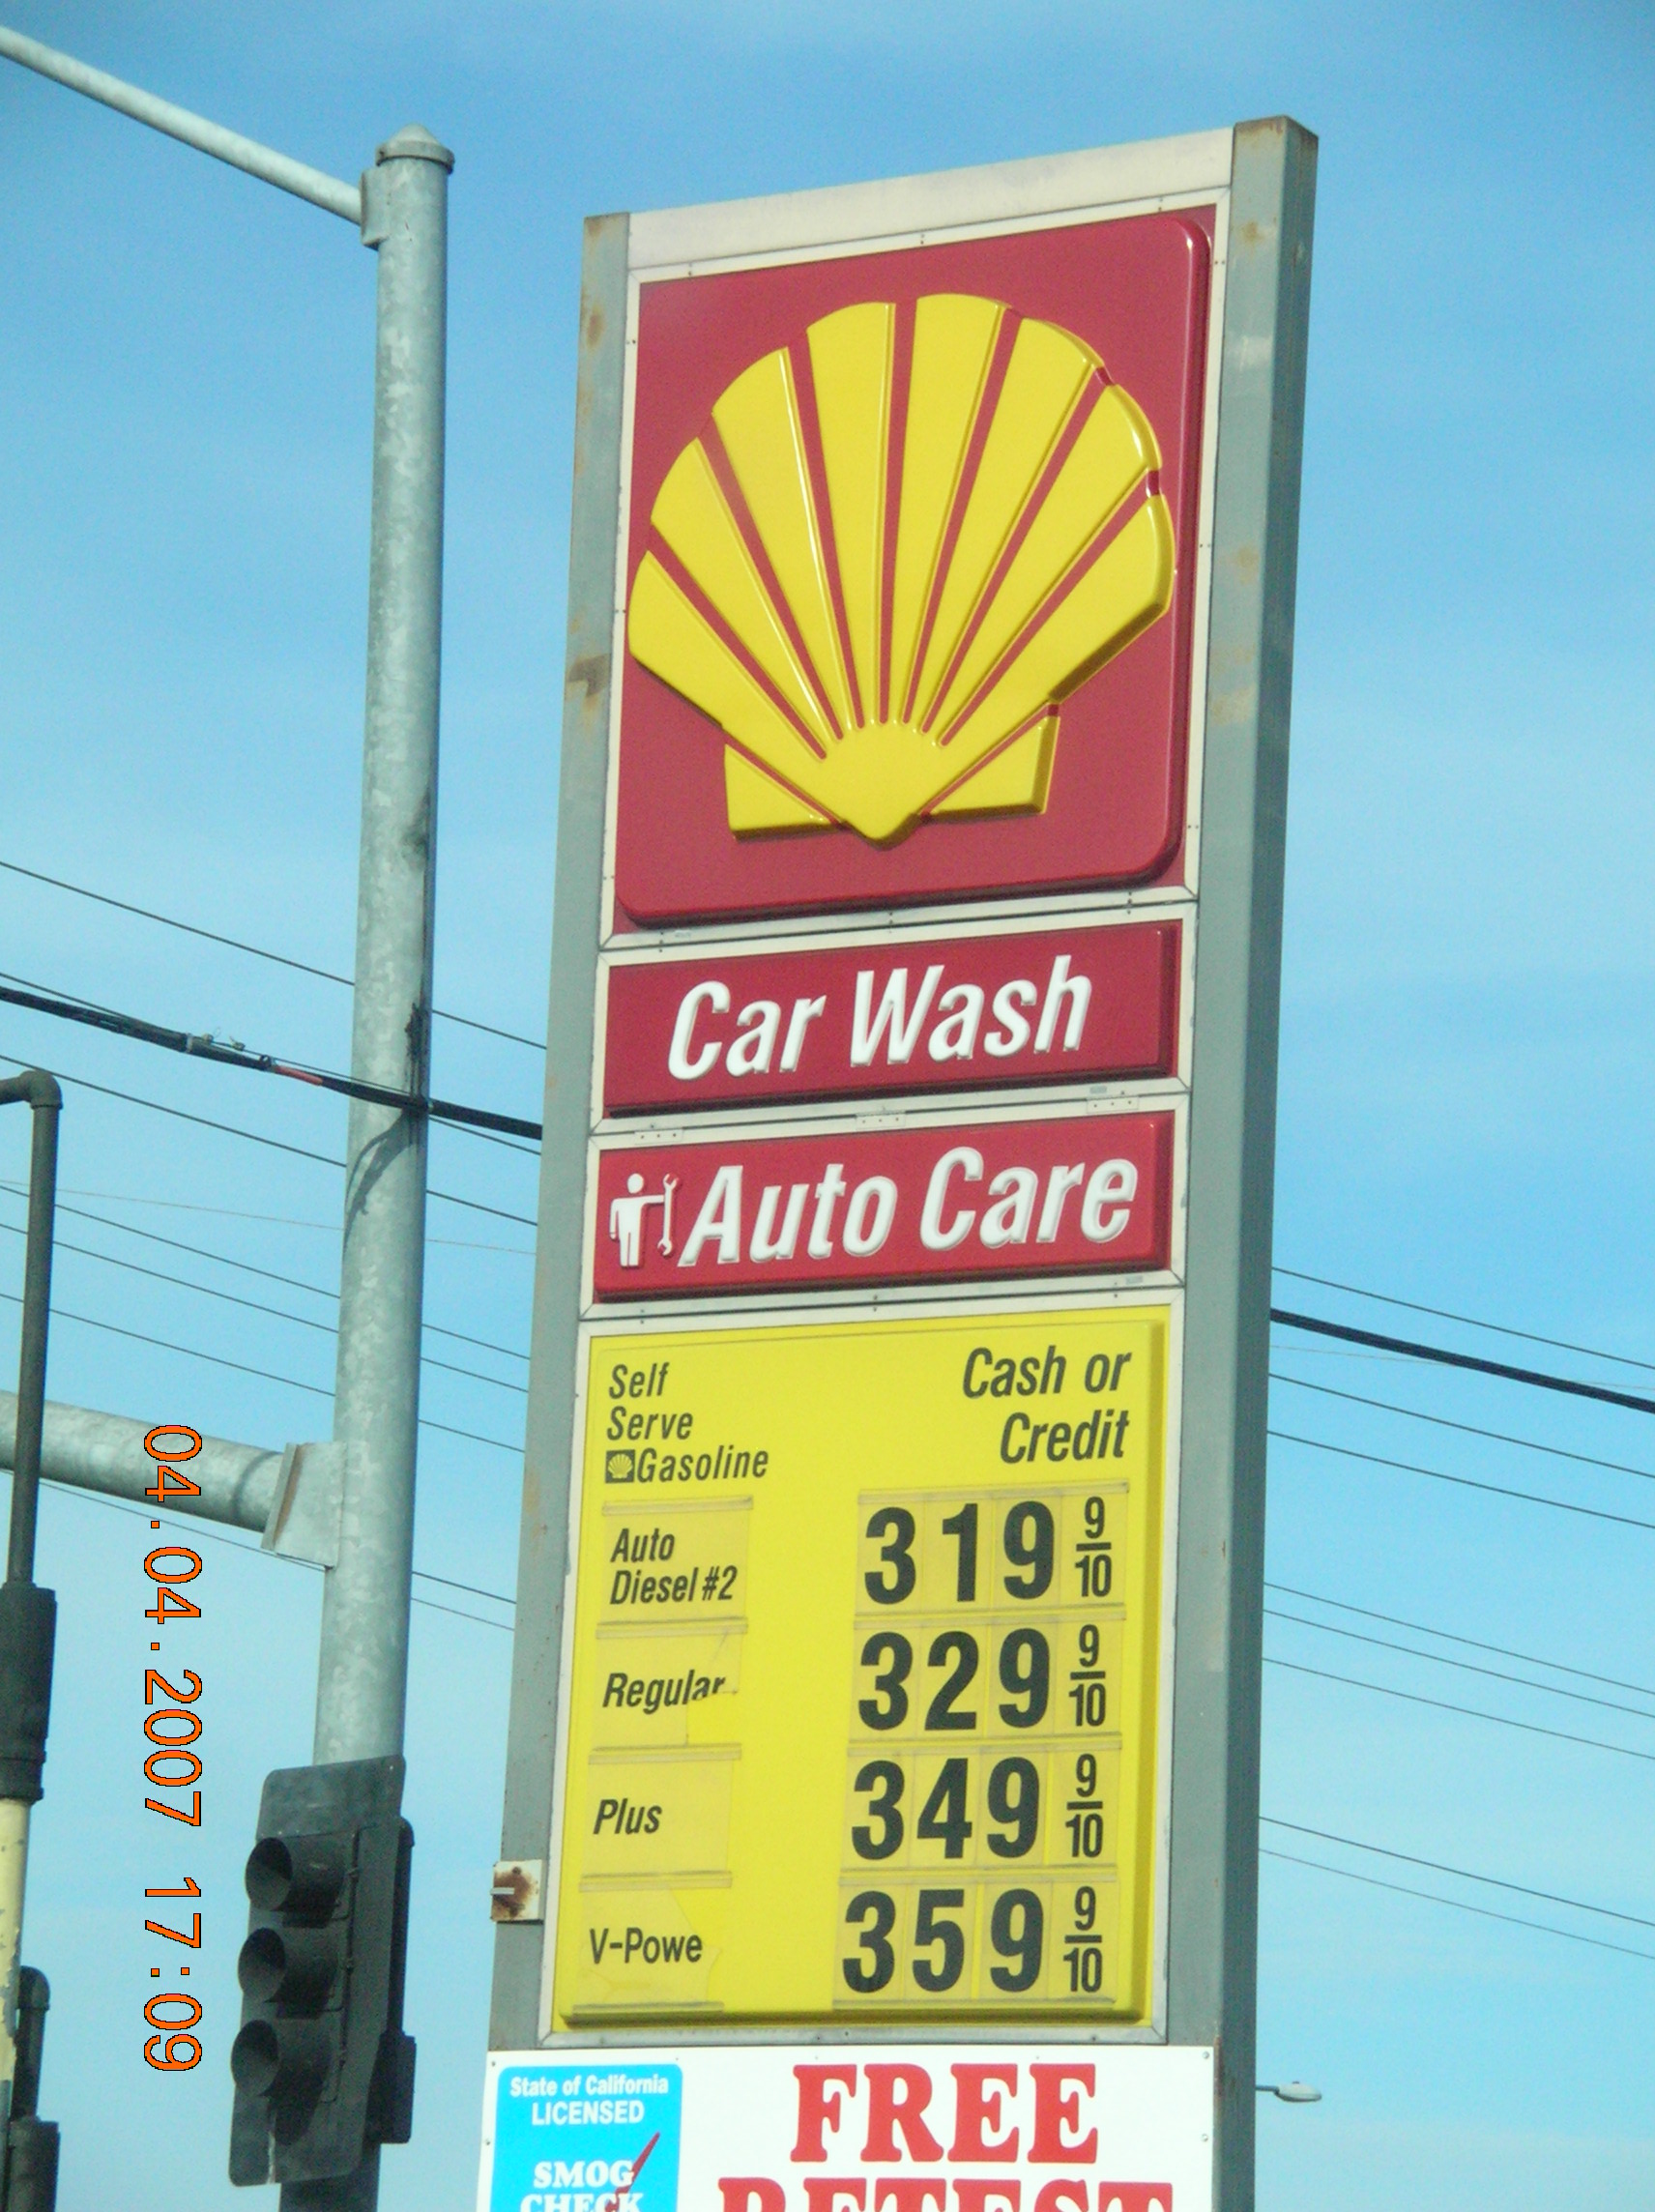 Car Wash
Auto Care
Self
Serve
Gasoline
Cash or
Credit
Auto
Diesel #2
319 9/10
Regular
329 9/10
Plus
349 9/10
V-Powe
359 9/10
State of California
LICENSED
SMOG
CHECK
FREE
RETEST
04.04.2007 17:09